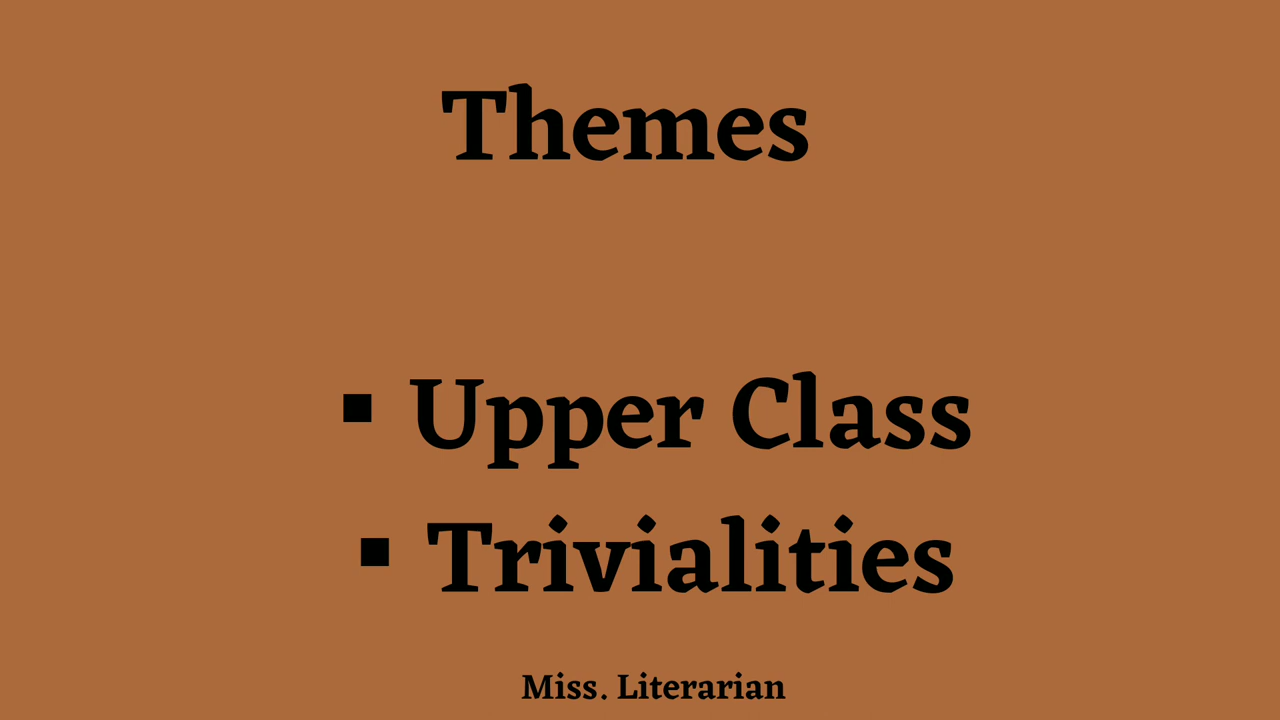 Themes
▪ Upper Class
▪ Trivialities
Miss. Literarian